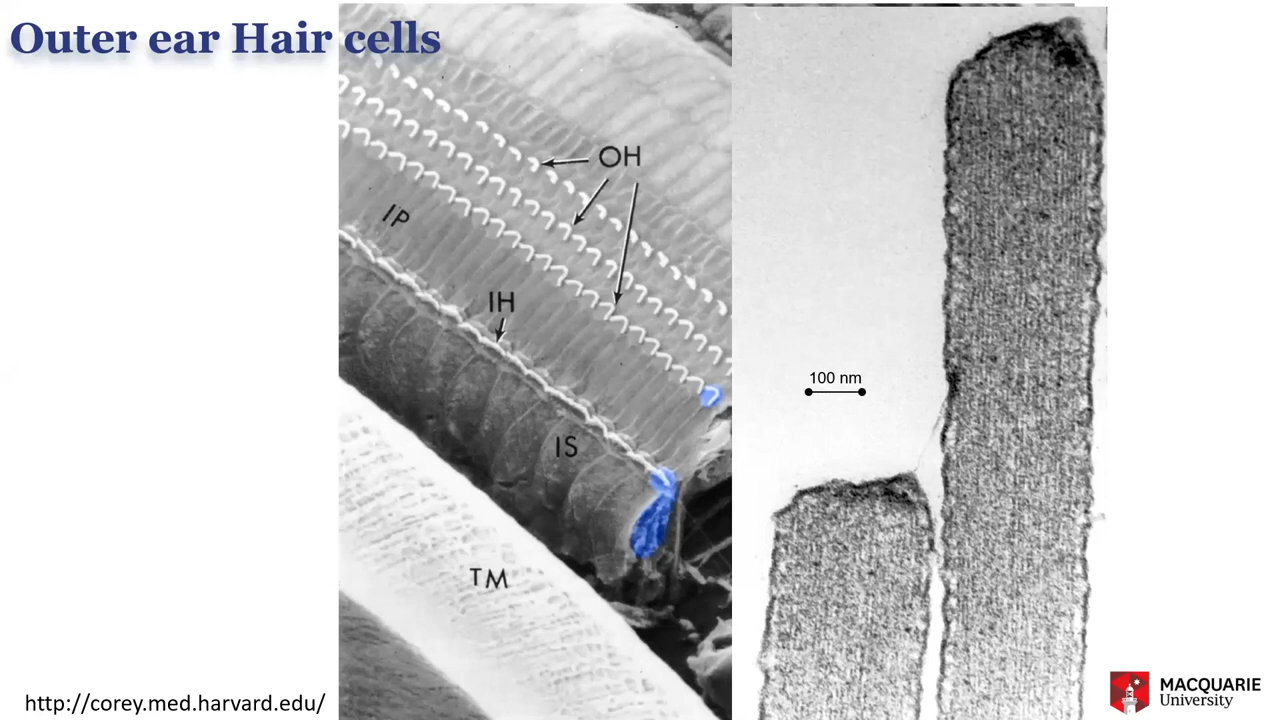 Outer ear Hair cells
OH
IP
IH
IS
TM
100 nm
http://corey.med.harvard.edu/
MACQUARIE
University